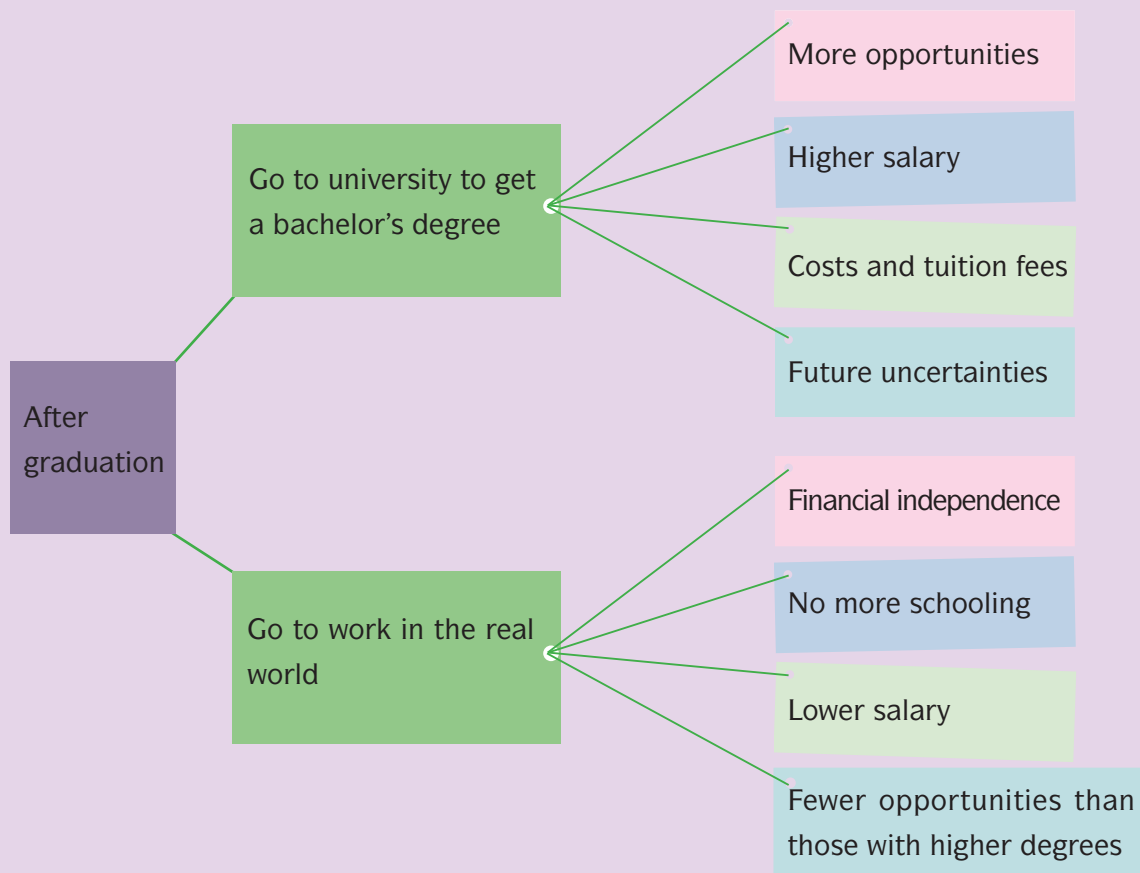 After
graduation
Go to university to get
a bachelor's degree
More opportunities
Higher salary
Costs and tuition fees
Future uncertainties
Go to work in the real
world
Financial independence
No more schooling
Lower salary
Fewer opportunities than
those with higher degrees